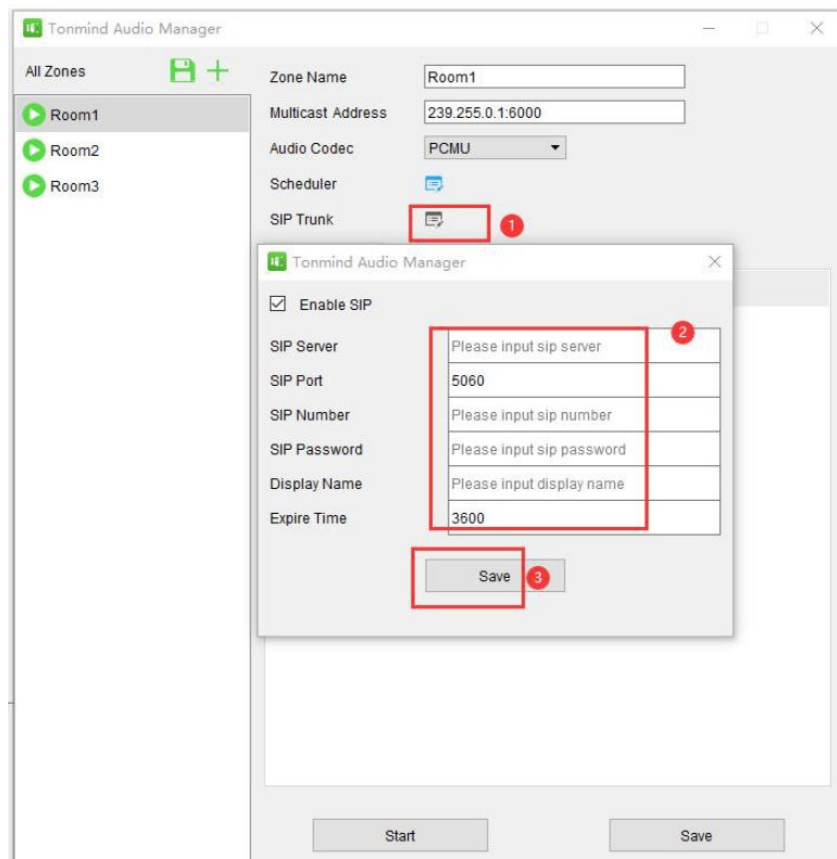 Tonmind Audio Manager
All Zones
Room1
Room2
Room3
Zone Name Room1
Multicast Address 239.255.0.1:6000
Audio Codec PCMU
Scheduler
SIP Trunk 1
Tonmind Audio Manager
Enable SIP
2
SIP Server Please input sip server
SIP Port 5060
SIP Number Please input sip number
SIP Password Please input sip password
Display Name Please input display name
Expire Time 3600
Save 3
Start Save